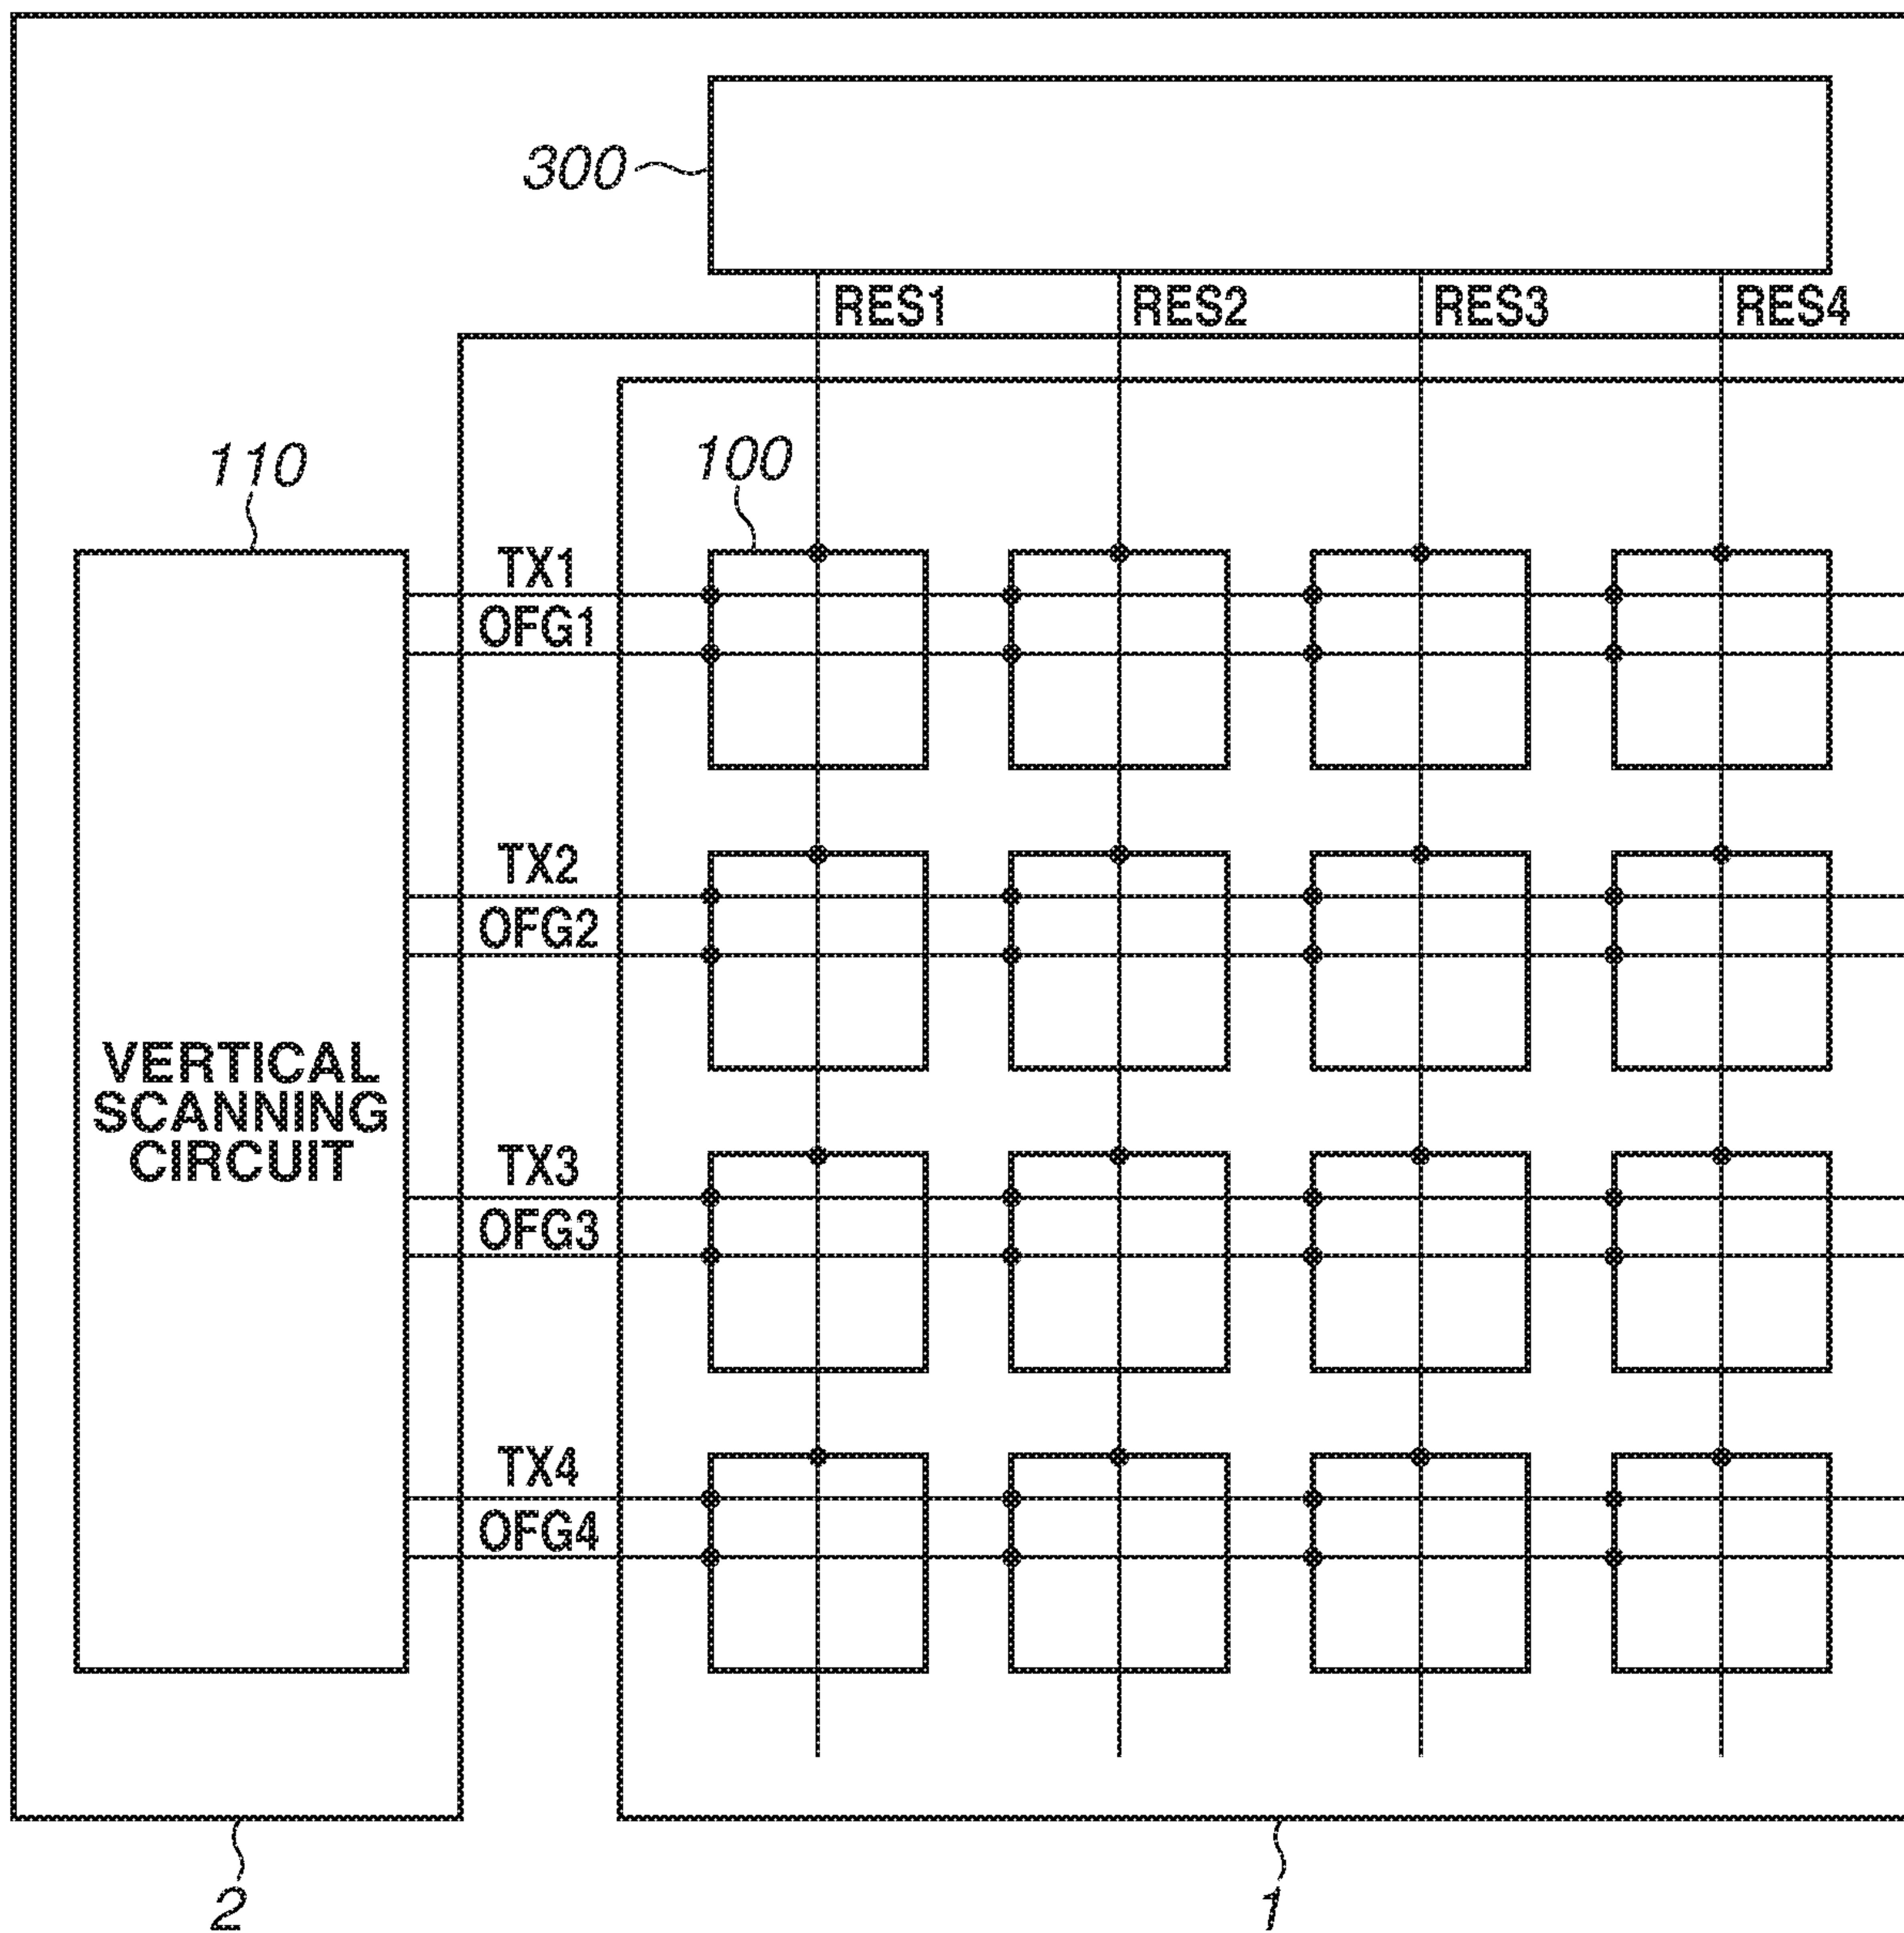 300
RES1 RES2 RES3 RES4
110
100
TX1
OFG1
TX2
OFG2
VERTICAL
SCANNING
CIRCUIT
TX3
OFG3
TX4
OFG4
2
1